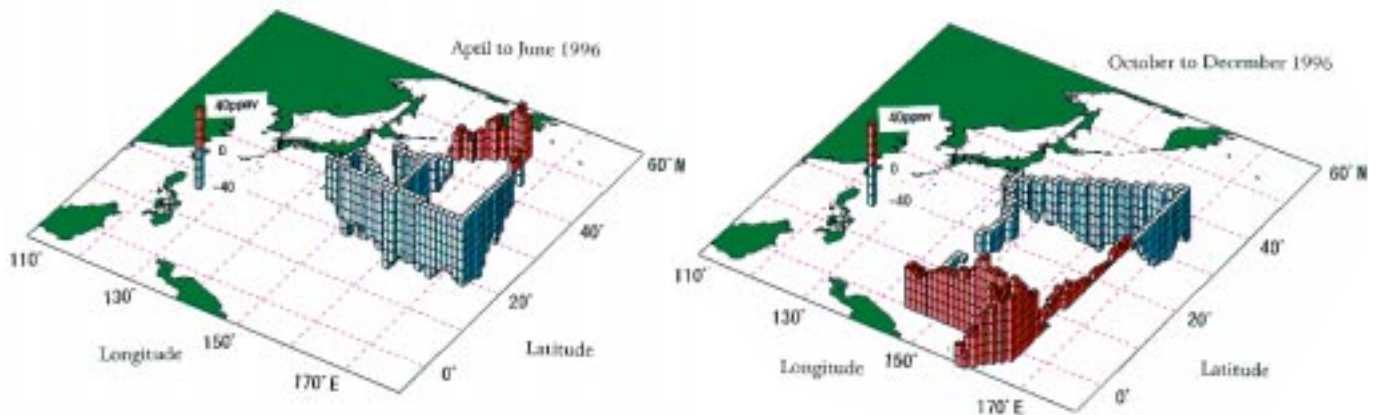 April to June 1996
40ppmv
0
-40
60° N
40°
20°
0°
110°
130°
150°
170° E
Longitude
Latitude
October to December 1996
40ppmv
0
-40
60° N
40°
20°
0°
110°
130°
150°
170° E
Longitude
Latitude